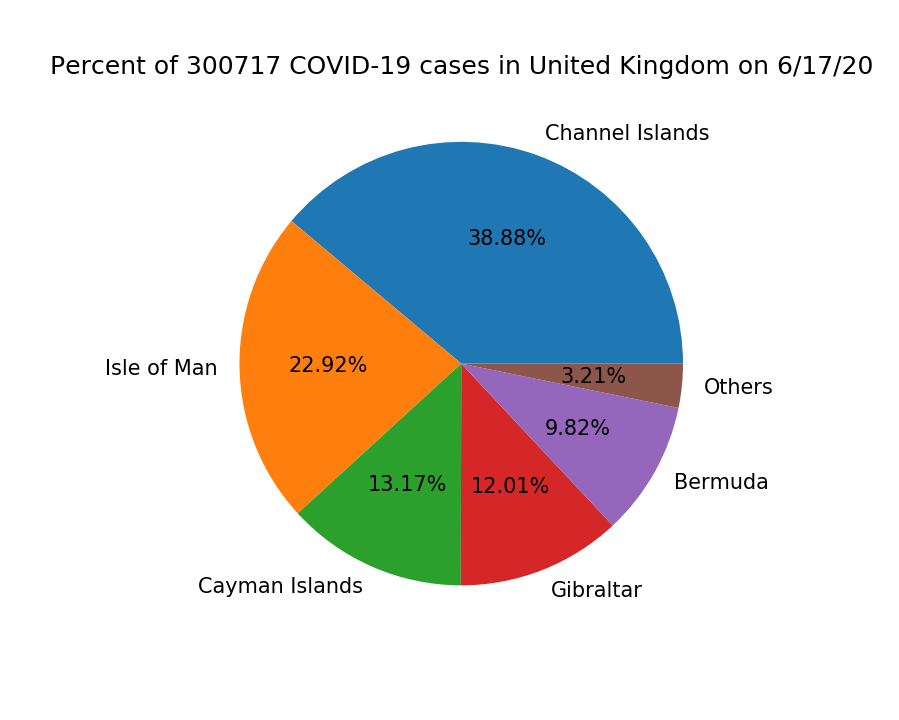 Percent of 300717 COVID-19 cases in United Kingdom on 6/17/20
Channel Islands
38.88%
Isle of Man
22.92%
3.21%
Others
9.82%
Bermuda
13.17%
12.01%
Cayman Islands
Gibraltar